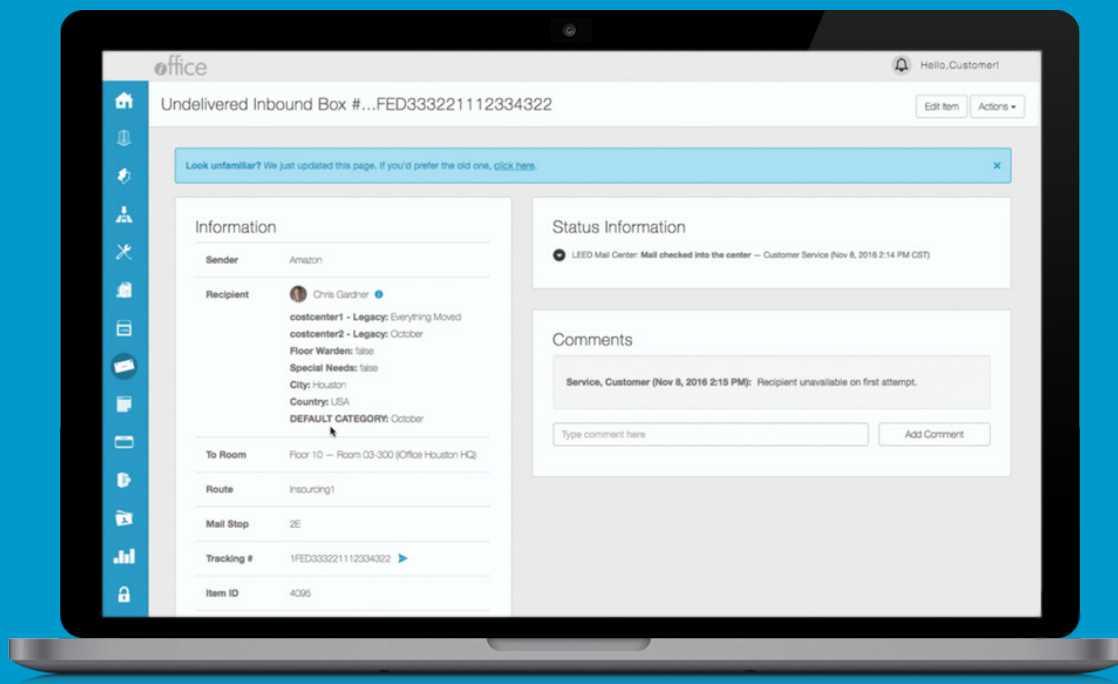 iOffice
Hello,Customer!
Undelivered Inbound Box #...FED333221112334322
Edit Item
Actions
Look unfamiliar? We just updated this page. If you'd prefer the old one, click here.
×
Information
Sender Amazon
Recipient Chris Gardner
costcenter1 - Legacy: Everything Moved
costcenter2 - Legacy: October
Floor Warden: false
Special Needs: false
City: Houston
Country: USA
DEFAULT CATEGORY: October
To Room Floor 10 — Room 03-300 (iOffice Houston HQ)
Route Insourcing1
Mail Stop 2E
Tracking # 1FED333221112334322
Item ID 4095
Status Information
LEED Mail Center: Mail checked into the center — Customer Service (Nov 8, 2016 2:14 PM CST)
Comments
Service, Customer (Nov 8, 2016 2:15 PM): Recipient unavailable on first attempt.
Type comment here
Add Comment